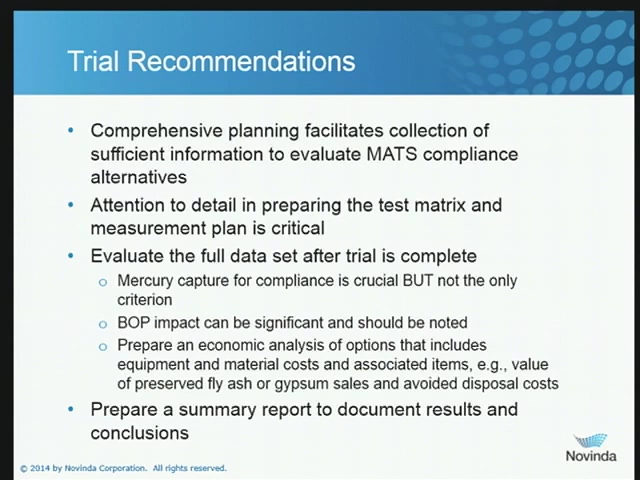 Trial Recommendations
• Comprehensive planning facilitates collection of
sufficient information to evaluate MATS compliance
alternatives
• Attention to detail in preparing the test matrix and
measurement plan is critical
• Evaluate the full data set after trial is complete
o Mercury capture for compliance is crucial BUT not the only
criterion
o BOP impact can be significant and should be noted
o Prepare an economic analysis of options that includes
equipment and material costs and associated items, e.g., value
of preserved fly ash or gypsum sales and avoided disposal costs
• Prepare a summary report to document results and
conclusions
Novinda
© 2014 by Novinda Corporation. All rights reserved.